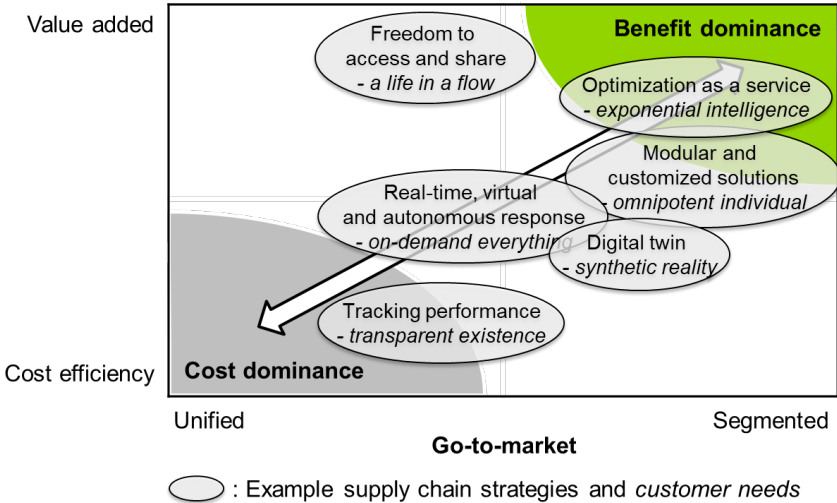 Value added
Benefit dominance
Freedom to
access and share
- a life in a flow
Optimization as a service
- exponential intelligence
Modular and
customized solutions
- omnipotent individual
Real-time, virtual
and autonomous response
- on-demand everything
Digital twin
- synthetic reality
Tracking performance
- transparent existence
Cost efficiency
Cost dominance
Unified
Segmented
Go-to-market
: Example supply chain strategies and customer needs